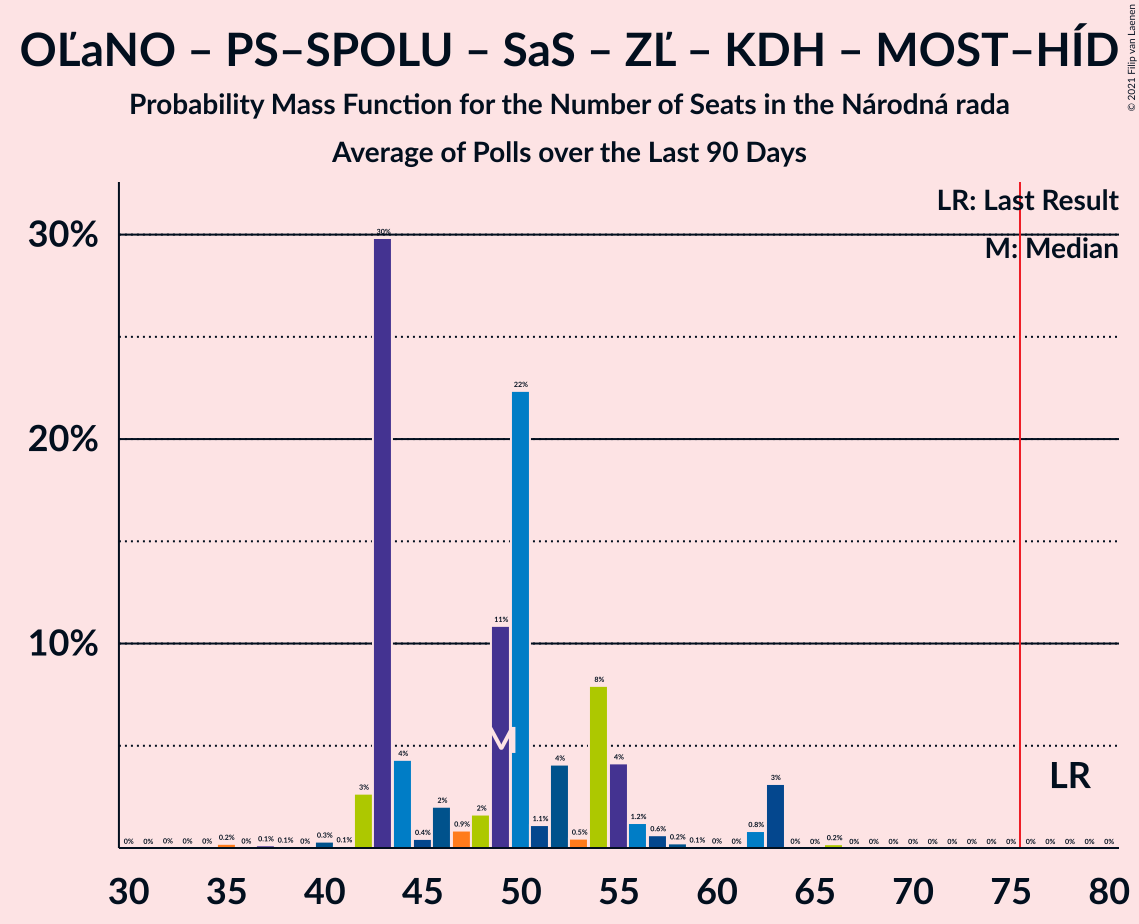 OĽaNO – PS–SPOLU – SaS – ZĽ – KDH – MOST–HÍD
Probability Mass Function for the Number of Seats in the Národná rada
Average of Polls over the Last 90 Days
© 2021 Filip van Laenen
LR: Last Result
M: Median
30%
20%
10%
0% 0% 0% 0% 0% 0.2% 0% 0.1% 0.1% 0% 0.3% 0.1% 3% 30% 4% 0.4% 2% 0.9% 2% 11% 22% 1.1% 4% 0.5% 8% 4% 1.2% 0.6% 0.2% 0.1% 0% 0% 0.8% 3% 0% 0% 0.2% 0% 0% 0% 0% 0% 0% 0% 0% 0% 0% 0% 0% 0% 0%
M
LR
30 35 40 45 50 55 60 65 70 75 80